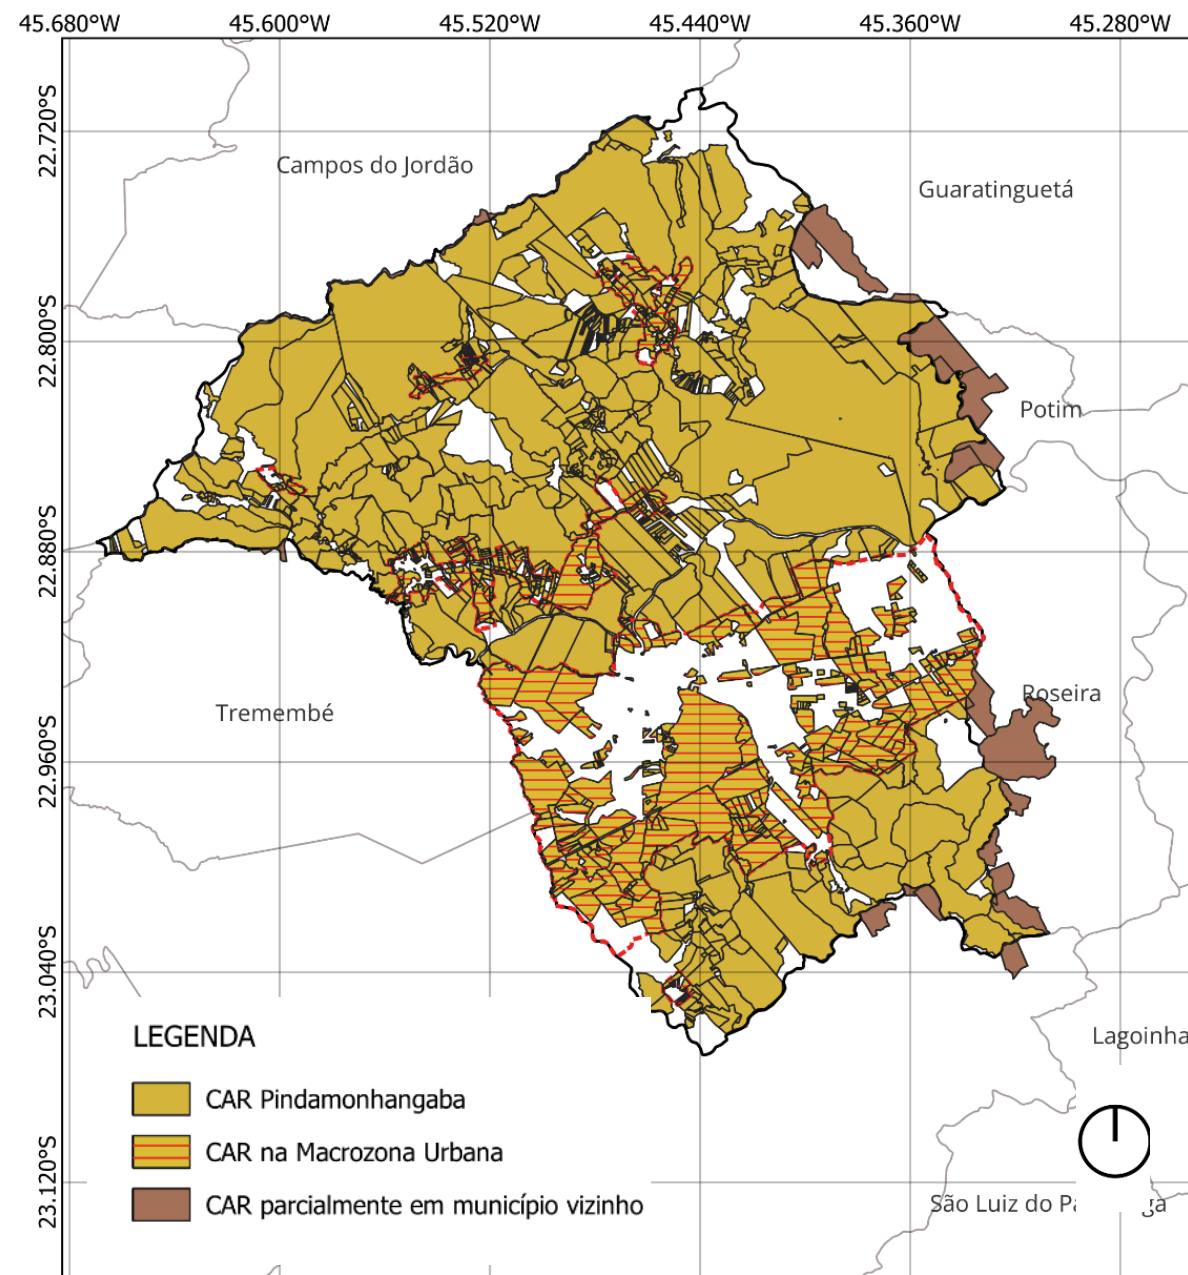 45.680°W 45.600°W 45.520°W 45.440°W 45.360°W 45.280°W
22.720°S
Campos do Jordão
Guaratinguetá
22.800°S
Potim
22.880°S
Roseira
Tremembé
22.960°S
23.040°S
Lagoinha
LEGENDA
CAR Pindamonhangaba
CAR na Macrozona Urbana
CAR parcialmente em município vizinho
23.120°S
São Luiz do Pa ga